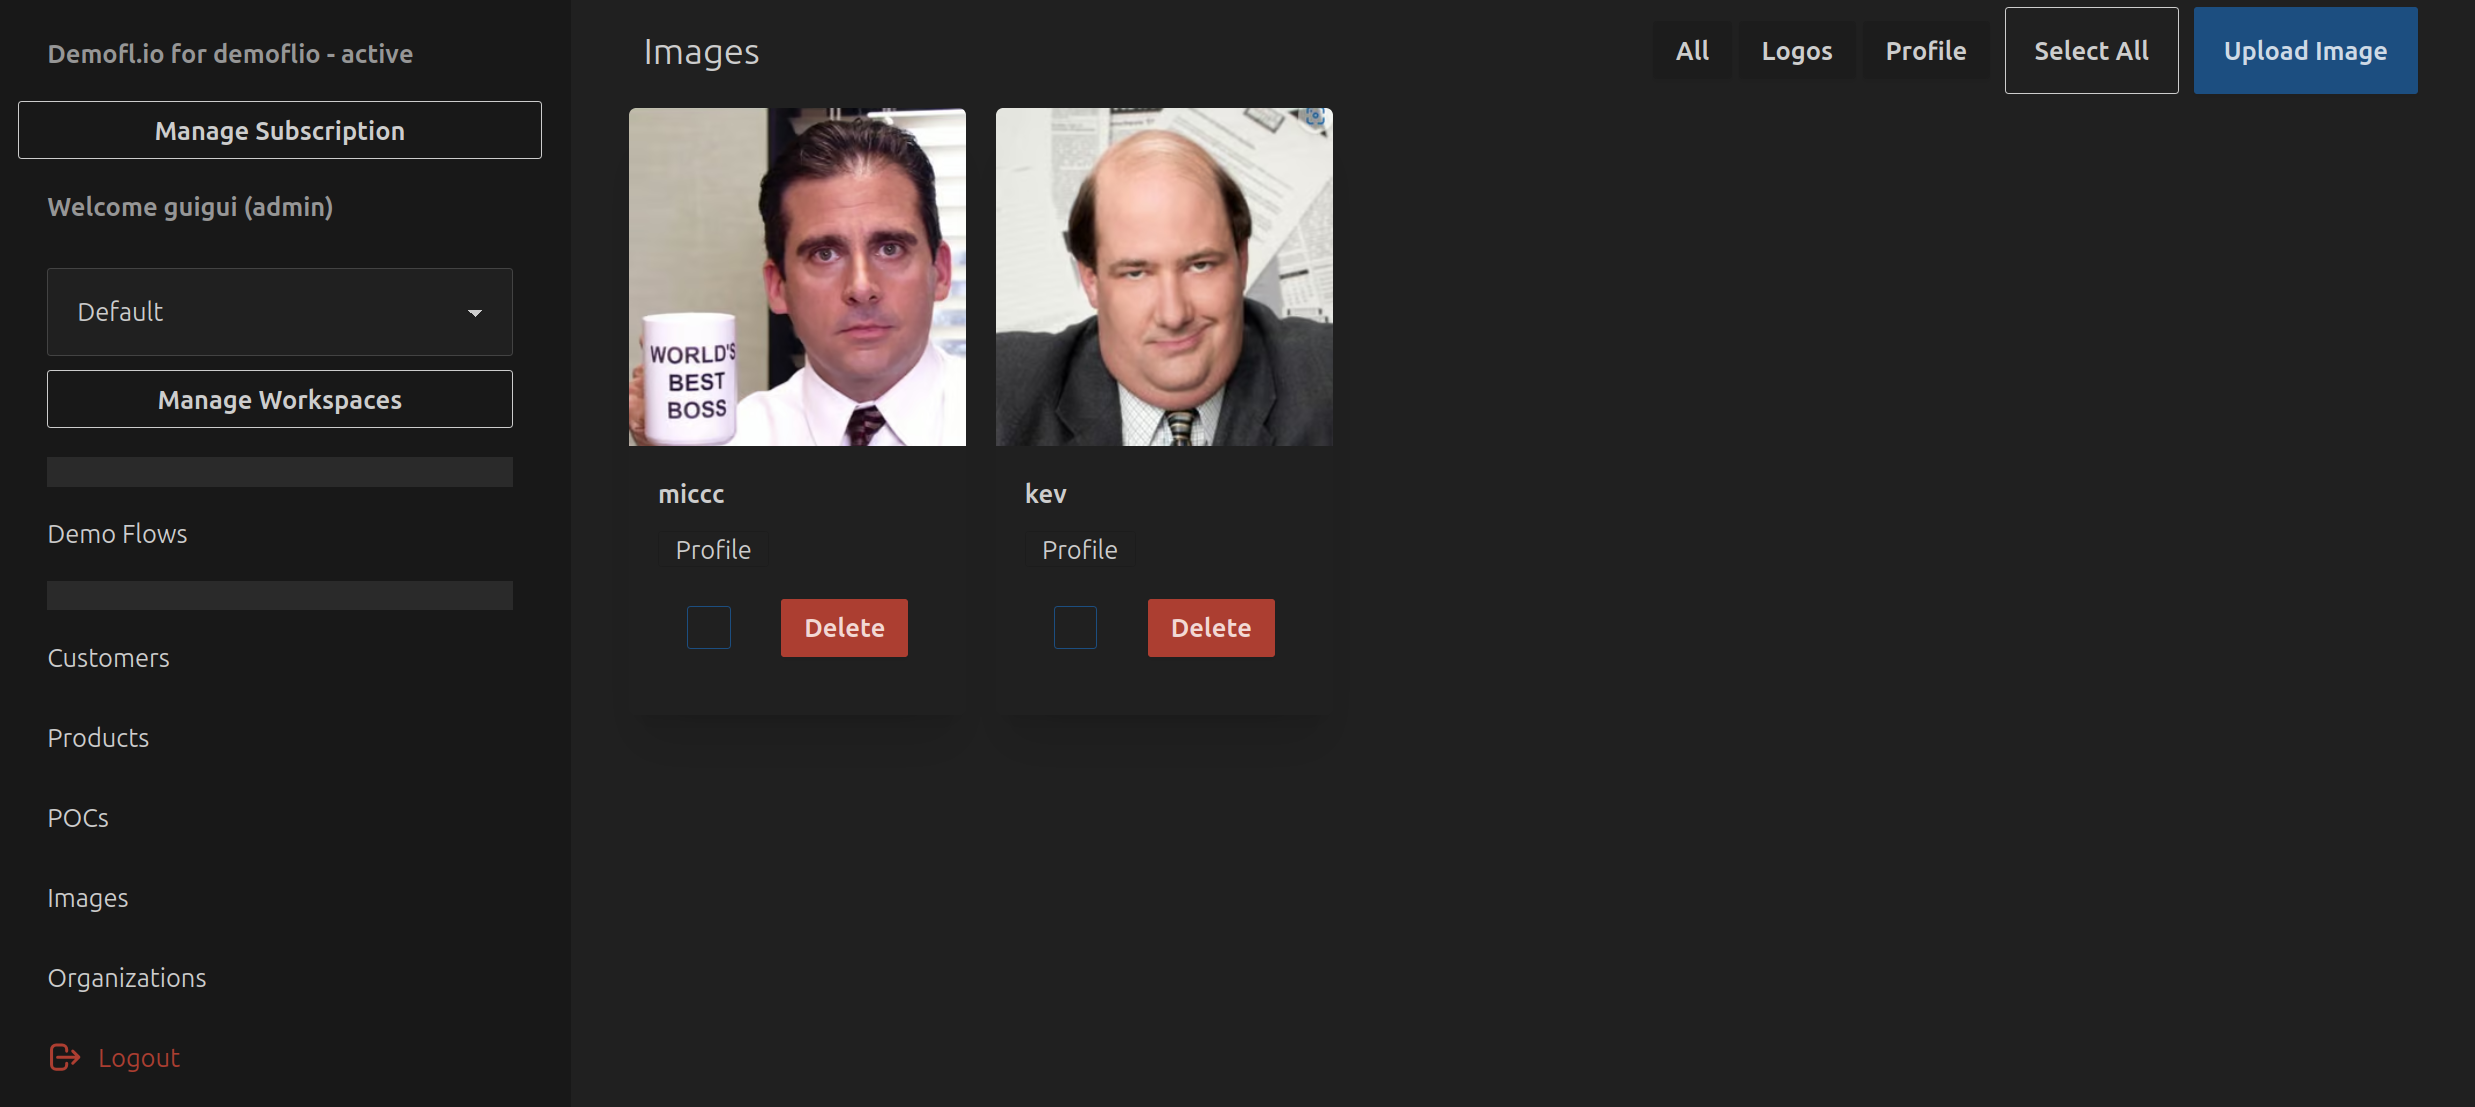 Demofl.io for demoflio - active
Manage Subscription
Welcome guigui (admin)
Default
Manage Workspaces
Demo Flows
Customers
Products
POCs
Images
Organizations
Logout
Images
All
Logos
Profile
Select All
Upload Image
WORLD'S
BEST
BOSS
miccc
Profile
Delete
kev
Profile
Delete